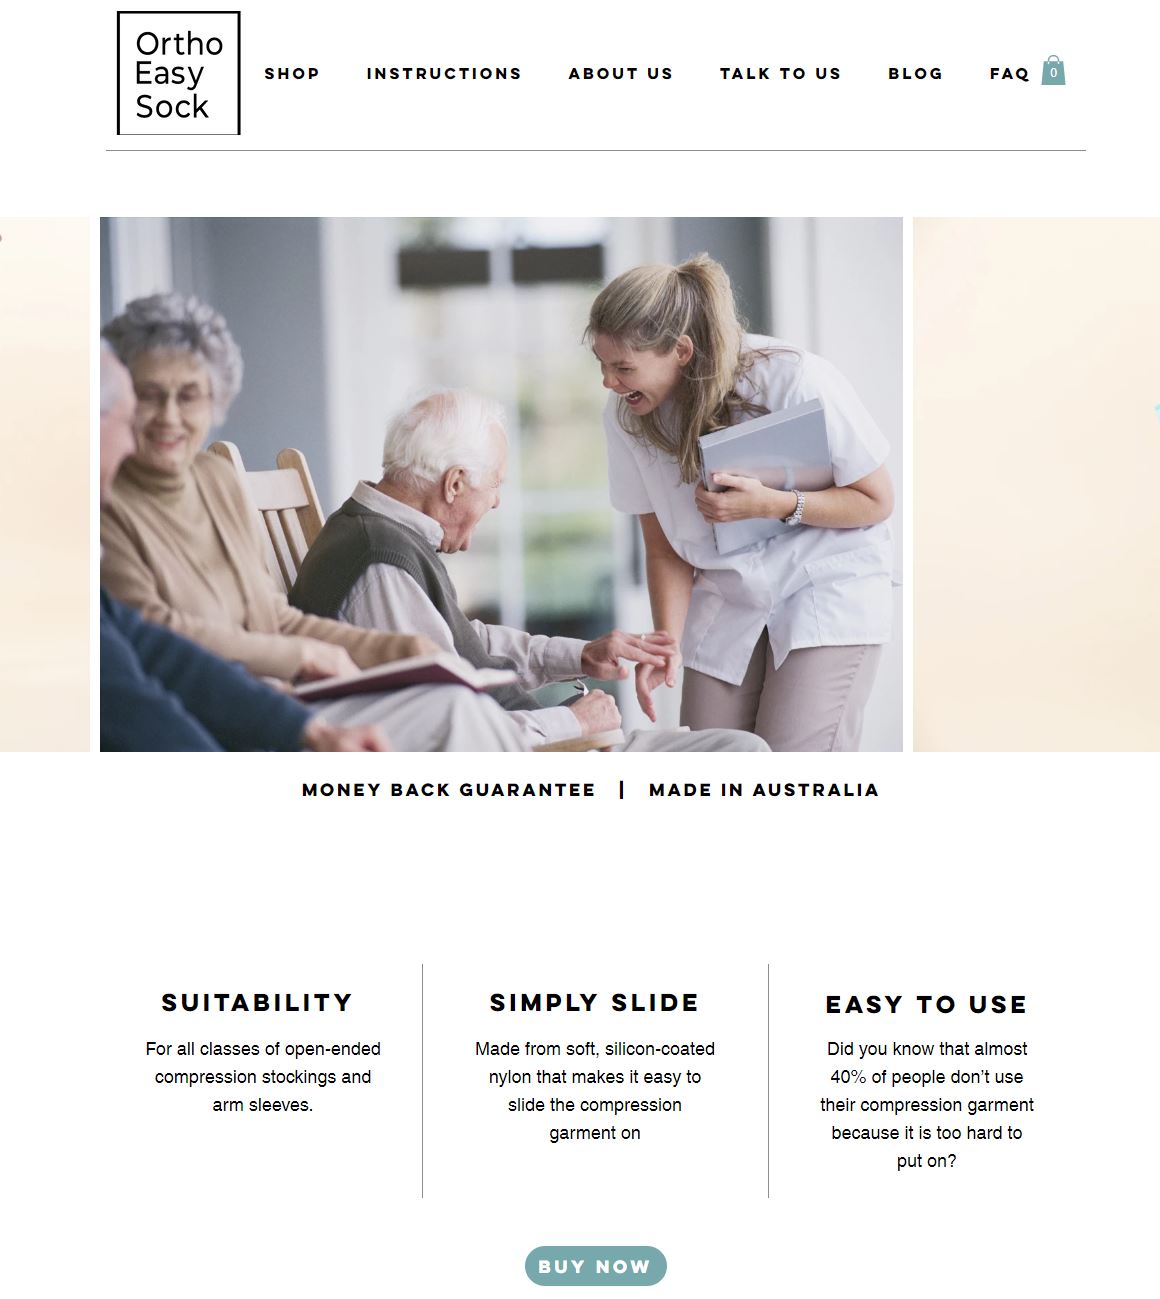 Ortho
Easy
Sock
SHOP INSTRUCTIONS ABOUT US TALK TO US BLOG FAQ 0
MONEY BACK GUARANTEE | MADE IN AUSTRALIA
SUITABILITY
For all classes of open-ended
compression stockings and
arm sleeves.
SIMPLY SLIDE
Made from soft, silicon-coated
nylon that makes it easy to
slide the compression
garment on
EASY TO USE
Did you know that almost
40% of people don’t use
their compression garment
because it is too hard to
put on?
BUY NOW